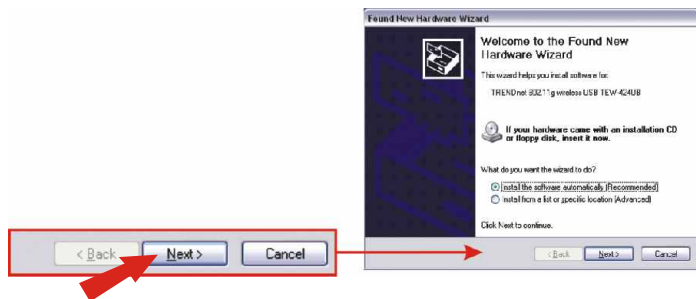 Found New Hardware Wizard
Welcome to the Found New
Hardware Wizard
This wizard helps you install software for:
TRENDnet 802.11g wireless USB TEW-424UB
If your hardware came with an installation CD
or floppy disk, insert it now.
What do you want the wizard to do?
Install the software automatically (Recommended)
Install from a list or specific location (Advanced)
Click Next to continue.
< Back
Next >
Cancel
< Back
Next >
Cancel